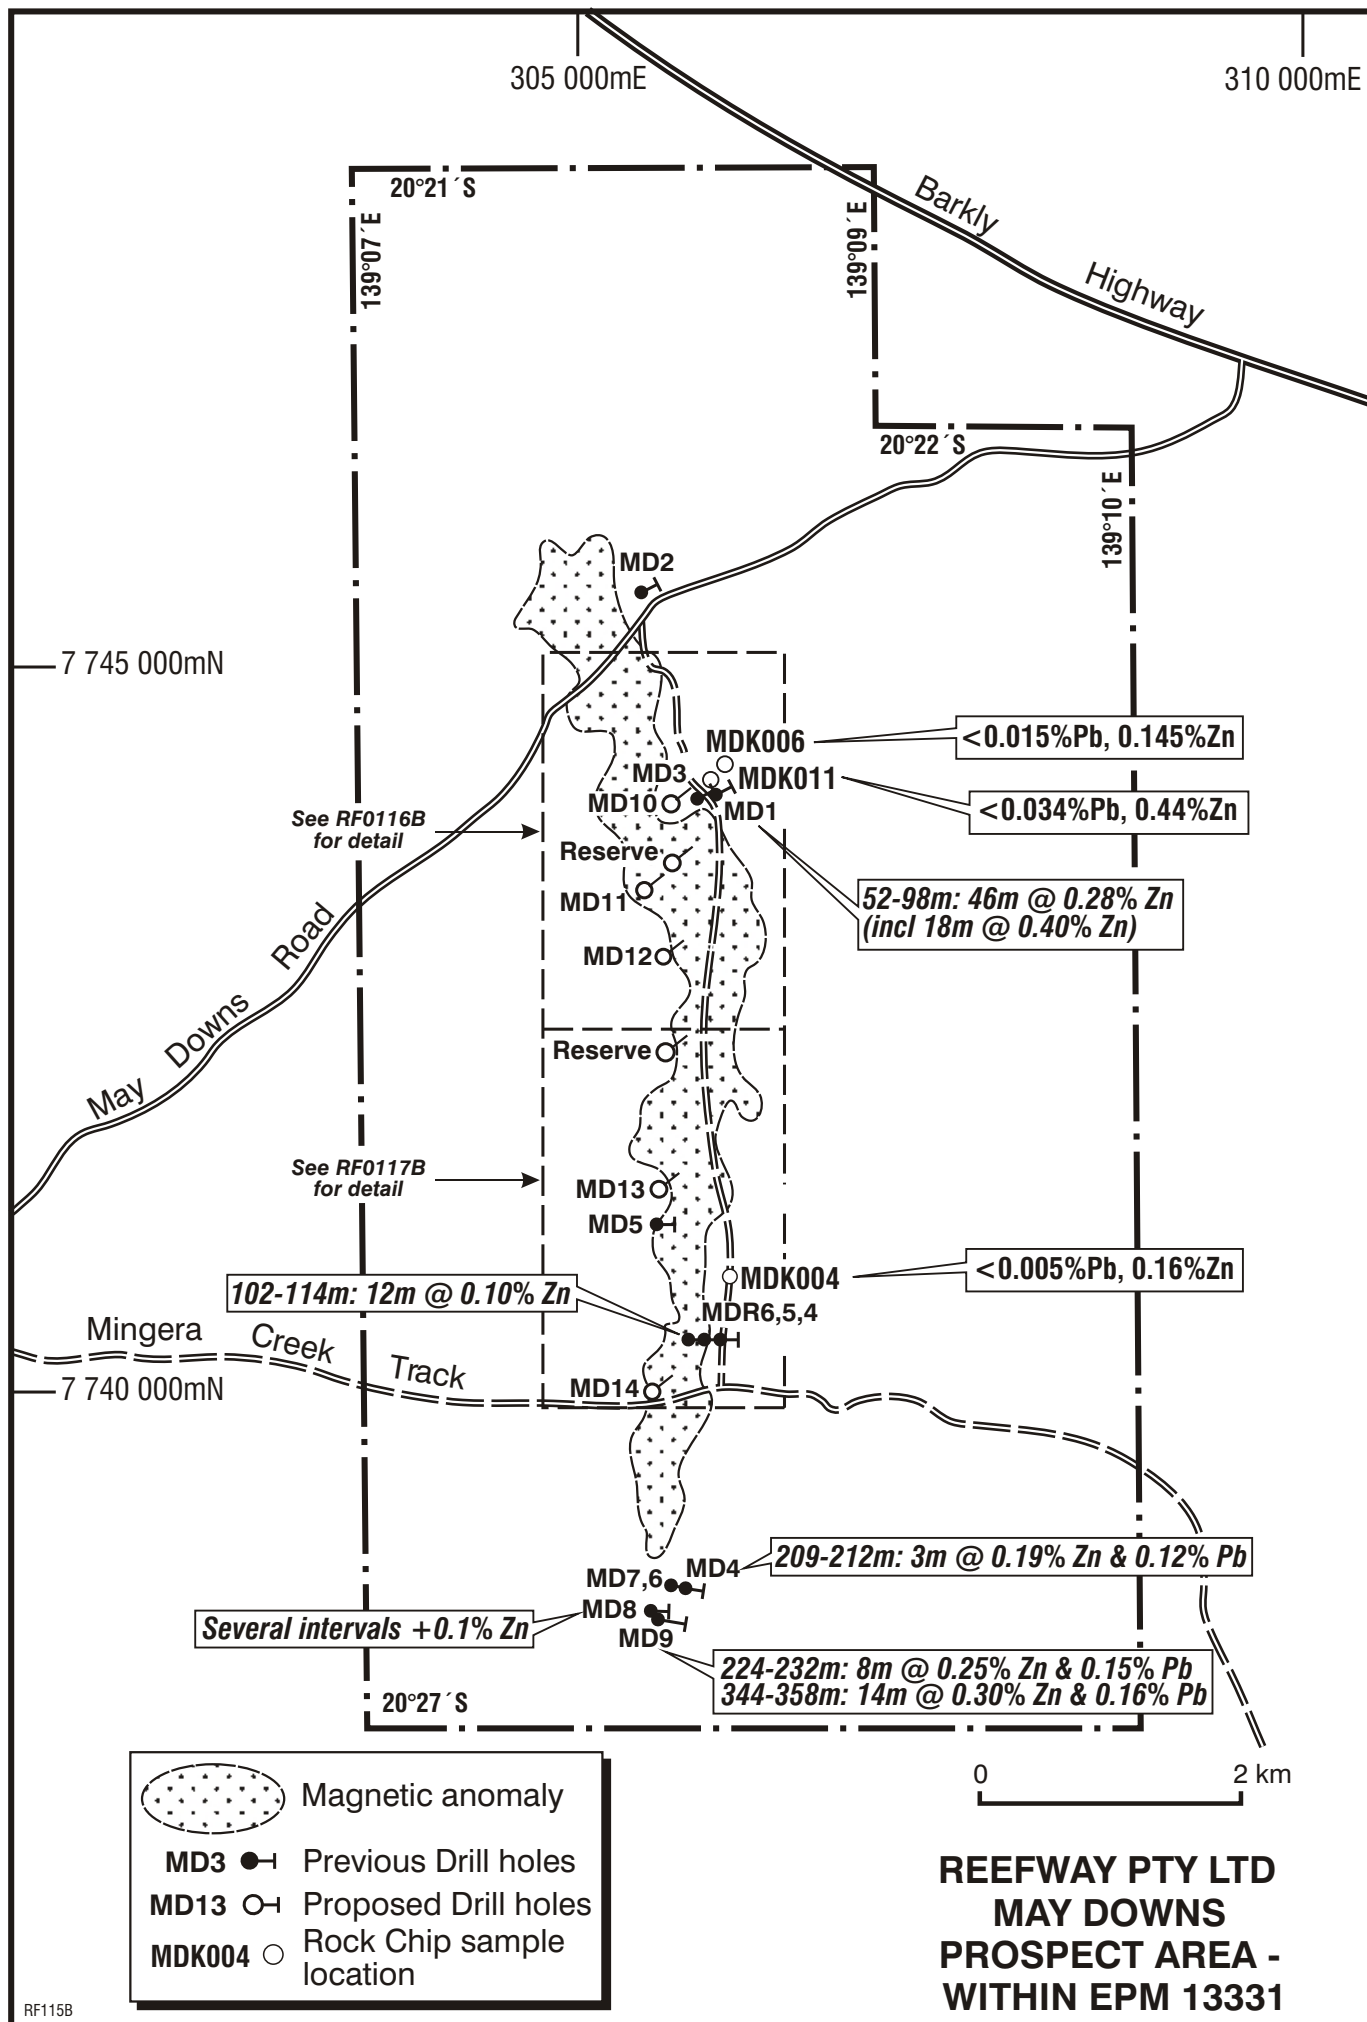 305 000mE
310 000mE
20°21´S
139°07´E
139°09´E
Barkly
Highway
20°22´S
139°10´E
MD2
7 745 000mN
MDK006
<0.015%Pb, 0.145%Zn
MD3
MDK011
MD10
MD1
<0.034%Pb, 0.44%Zn
See RF0116B
for detail
Reserve
MD11
52-98m: 46m @ 0.28% Zn
(incl 18m @ 0.40% Zn)
MD12
May Downs Road
Reserve
See RF0117B
for detail
MD13
MD5
MDK004
<0.005%Pb, 0.16%Zn
102-114m: 12m @ 0.10% Zn
MDR6,5,4
Mingera Creek Track
7 740 000mN
MD14
209-212m: 3m @ 0.19% Zn & 0.12% Pb
MD4
MD7,6
MD8
Several intervals +0.1% Zn
MD9
224-232m: 8m @ 0.25% Zn & 0.15% Pb
344-358m: 14m @ 0.30% Zn & 0.16% Pb
20°27´S
Magnetic anomaly
MD3 Previous Drill holes
MD13 Proposed Drill holes
MDK004 Rock Chip sample
location
0 2 km
REEFWAY PTY LTD
MAY DOWNS
PROSPECT AREA -
WITHIN EPM 13331
RF115B